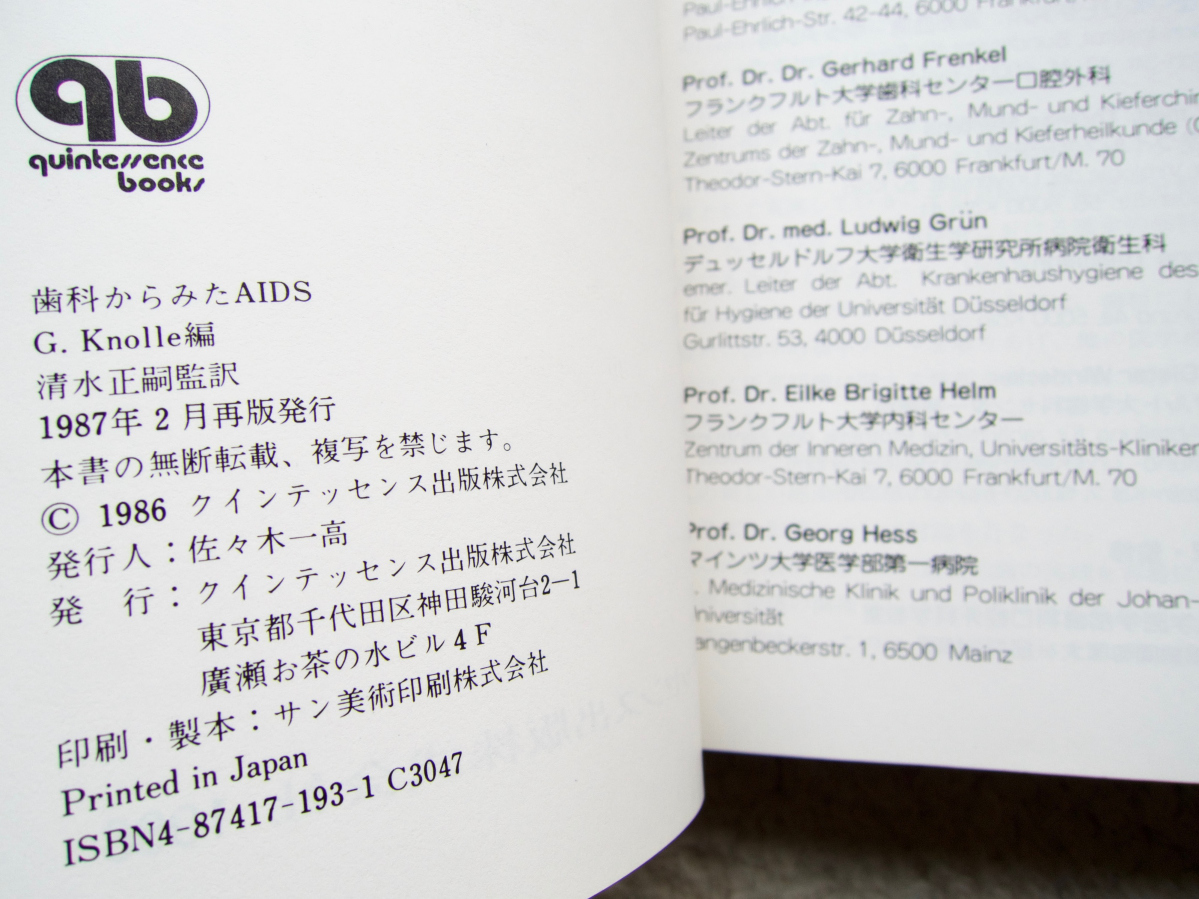 qb
quintessence
books
歯科からみたAIDS
G. Knolle編
清水正嗣監訳
1987年2月再版発行
本書の無断転載、複写を禁じます。
© 1986 クインテッセンス出版株式会社
発行人：佐々木一高
発　行：クインテッセンス出版株式会社
東京都千代田区神田駿河台2−1
廣瀬お茶の水ビル4F
印刷・製本：サン美術印刷株式会社
Printed in Japan
ISBN4-87417-193-1 C3047
Paul-Ehrlich-Str. 42-44, 6000 Frankfurt/M.
Prof. Dr. Dr. Gerhard Frenkel
フランクフルト大学歯科センター口腔外科
Leiter der Abt. für Zahn-, Mund- und Kieferchir
Zentrums der Zahn-, Mund- und Kieferheilkunde (
Theodor-Stern-Kai 7, 6000 Frankfurt/M. 70
Prof. Dr. med. Ludwig Grün
デュッセルドルフ大学衛生学研究所病院衛生科
emer. Leiter der Abt. Krankenhaushygiene des
für Hygiene der Universität Düsseldorf
Gurlittstr. 53, 4000 Düsseldorf
Prof. Dr. Eilke Brigitte Helm
フランクフルト大学内科センター
Zentrum der Inneren Medizin, Universitäts-Kliniken
Theodor-Stern-Kai 7, 6000 Frankfurt/M. 70
Prof. Dr. Georg Hess
マインツ大学医学部第一病院
. Medizinische Klinik und Poliklinik der Johan-
Universität
angenbeckerstr. 1, 6500 Mainz